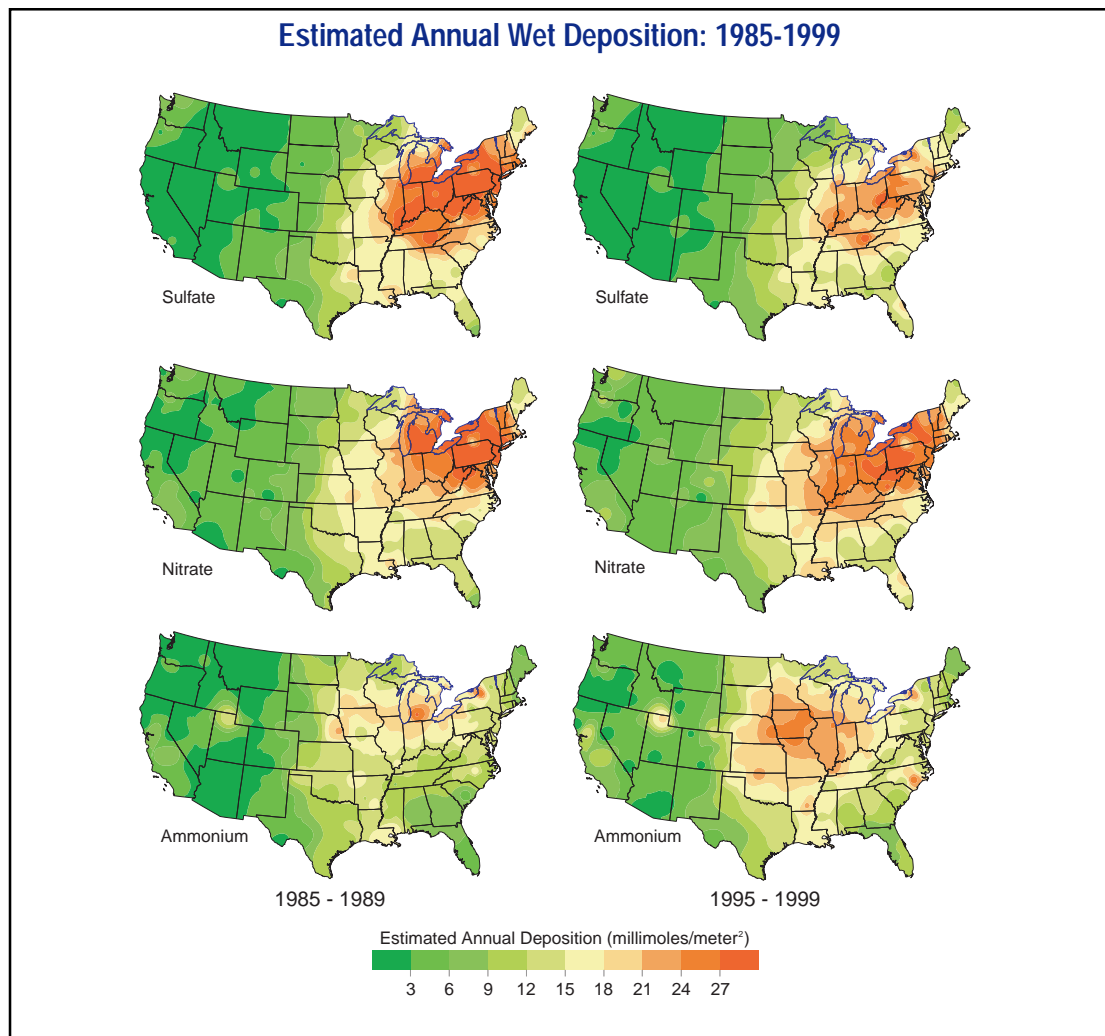 Estimated Annual Wet Deposition: 1985-1999
Sulfate
Sulfate
Nitrate
Nitrate
Ammonium
Ammonium
1985 - 1989
1995 - 1999
Estimated Annual Deposition (millimoles/meter²)
3 6 9 12 15 18 21 24 27